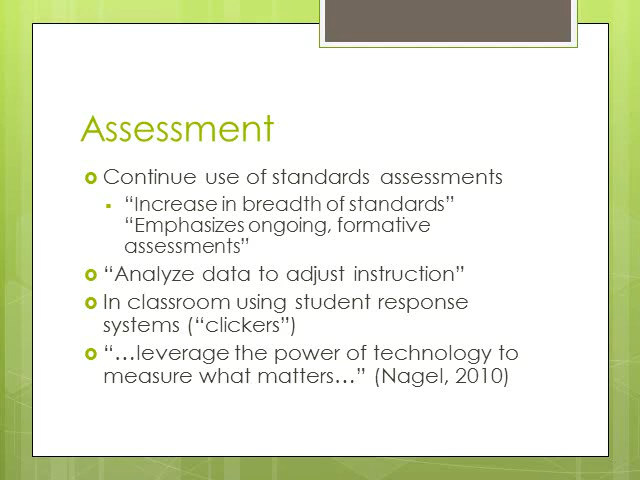 Assessment
Continue use of standards assessments
“Increase in breadth of standards”
“Emphasizes ongoing, formative
assessments”
“Analyze data to adjust instruction”
In classroom using student response
systems (“clickers”)
“…leverage the power of technology to
measure what matters…” (Nagel, 2010)